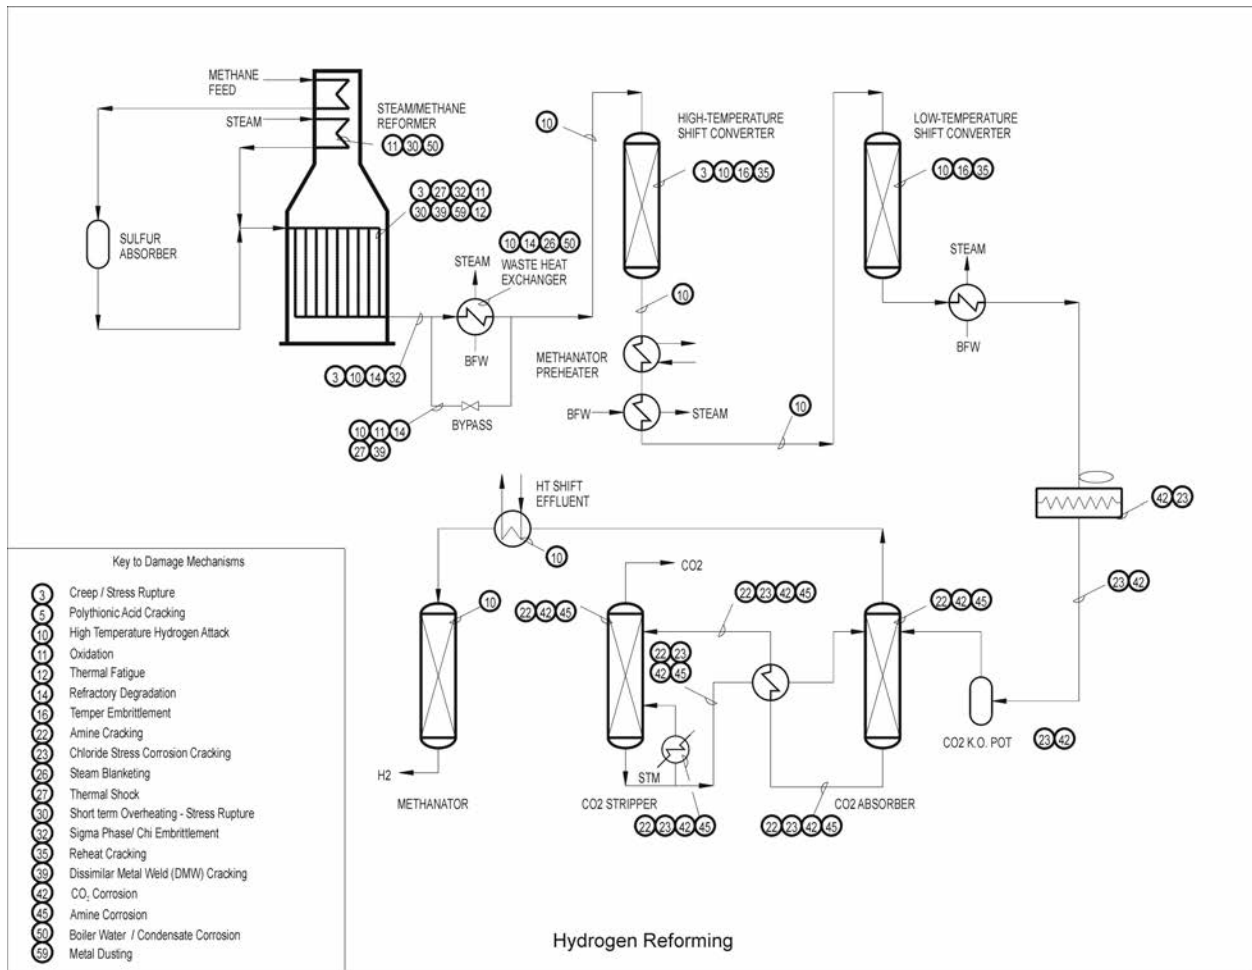 METHANE
FEED
STEAM
STEAM/METHANE
REFORMER
11 30 50
3 27 32 11
30 39 59 12
SULFUR
ABSORBER
10 14 26 50
STEAM
WASTE HEAT
EXCHANGER
BFW
3 10 14 32
BYPASS
10 11 14
27 39
10
HIGH-TEMPERATURE
SHIFT CONVERTER
3 10 16 35
10
METHANATOR
PREHEATER
BFW
STEAM
10
LOW-TEMPERATURE
SHIFT CONVERTER
10 16 35
STEAM
BFW
42 23
23 42
HT SHIFT
EFFLUENT
10
10
H2
METHANATOR
CO2
22 42 45
22 23 42 45
22 23
42 45
STM
CO2 STRIPPER
22 23 42 45
22 42 45
CO2 ABSORBER
22 23 42 45
CO2 K.O. POT
23 42
Key to Damage Mechanisms
3 Creep / Stress Rupture
5 Polythionic Acid Cracking
10 High Temperature Hydrogen Attack
11 Oxidation
12 Thermal Fatigue
14 Refractory Degradation
16 Temper Embrittlement
22 Amine Cracking
23 Chloride Stress Corrosion Cracking
26 Steam Blanketing
27 Thermal Shock
30 Short term Overheating - Stress Rupture
32 Sigma Phase/ Chi Embrittlement
35 Reheat Cracking
39 Dissimilar Metal Weld (DMW) Cracking
42 CO₂ Corrosion
45 Amine Corrosion
50 Boiler Water / Condensate Corrosion
59 Metal Dusting
Hydrogen Reforming